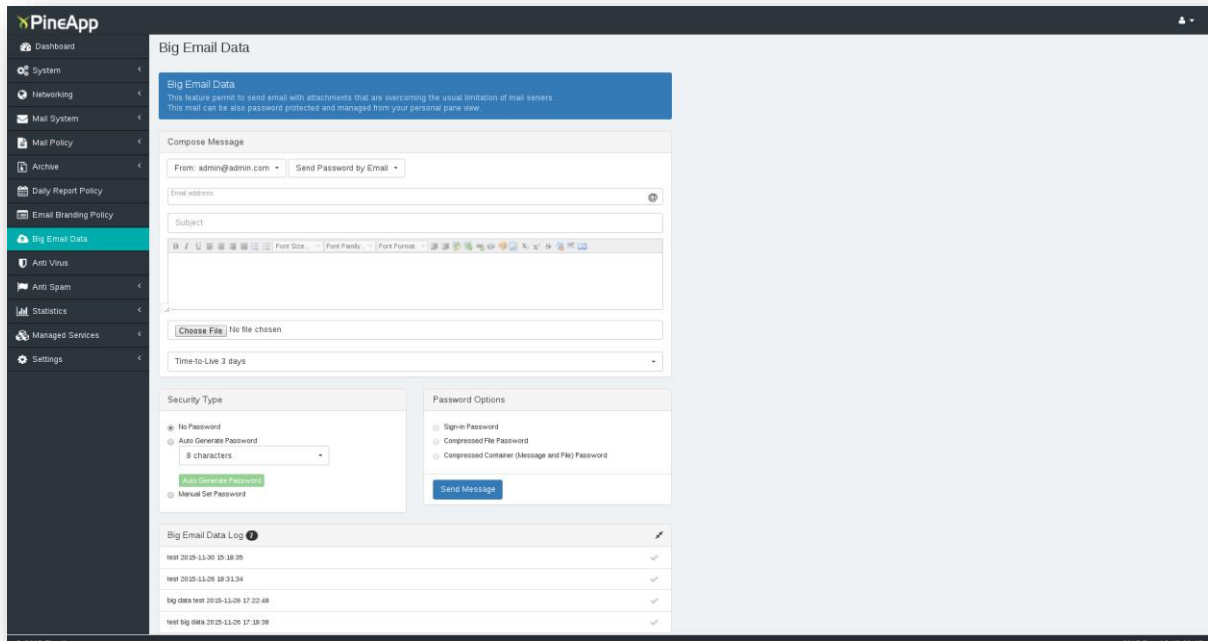 PineApp
Dashboard
System
Networking
Mail System
Mail Policy
Archive
Daily Report Policy
Email Branding Policy
Big Email Data
Anti Virus
Anti Spam
Statistics
Managed Services
Settings
Big Email Data
Big Email Data
This feature permit to send email with attachments that are overcoming the usual limitation of mail servers.
This mail can be also password protected and managed from your personal pane view.
Compose Message
From: admin@admin.com
Send Password by Email
Email address
@
Subject
B I U Font Size... Font Family. Font Format.
Choose File No file chosen
Time-to-Live 3 days
Security Type
No Password
Auto Generate Password
8 characters
Auto Generate Password
Manual Set Password
Password Options
Sign-in Password
Compressed File Password
Compressed Container (Message and File) Password
Send Message
Big Email Data Log 7
test 2015-11-30 15:18:35
test 2015-11-26 18:31:34
big data test 2015-11-26 17:22:48
test big data 2015-11-26 17:19:38